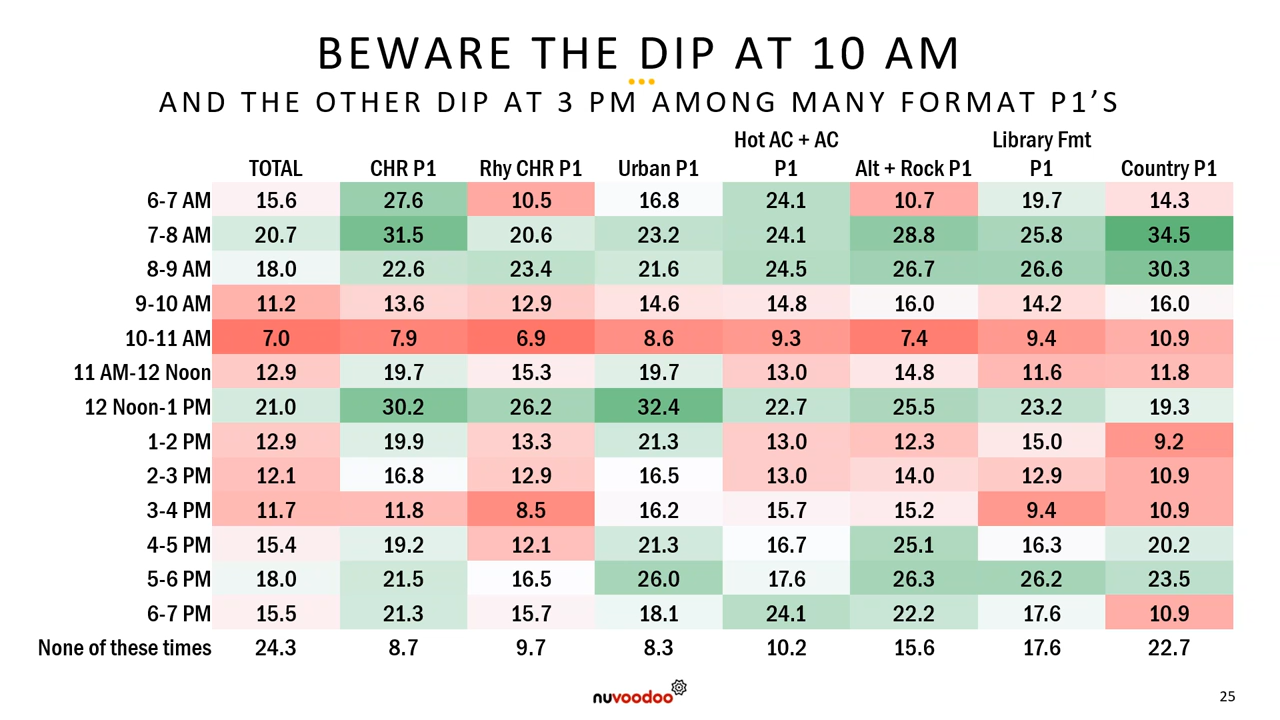 BEWARE THE DIP AT 10 AM
AND THE OTHER DIP AT 3 PM AMONG MANY FORMAT P1'S
TOTAL CHR P1 Rhy CHR P1 Urban P1 Hot AC + AC P1 Alt + Rock P1 Library Fmt P1 Country P1
6-7 AM 15.6 27.6 10.5 16.8 24.1 10.7 19.7 14.3
7-8 AM 20.7 31.5 20.6 23.2 24.1 28.8 25.8 34.5
8-9 AM 18.0 22.6 23.4 21.6 24.5 26.7 26.6 30.3
9-10 AM 11.2 13.6 12.9 14.6 14.8 16.0 14.2 16.0
10-11 AM 7.0 7.9 6.9 8.6 9.3 7.4 9.4 10.9
11 AM-12 Noon 12.9 19.7 15.3 19.7 13.0 14.8 11.6 11.8
12 Noon-1 PM 21.0 30.2 26.2 32.4 22.7 25.5 23.2 19.3
1-2 PM 12.9 19.9 13.3 21.3 13.0 12.3 15.0 9.2
2-3 PM 12.1 16.8 12.9 16.5 13.0 14.0 12.9 10.9
3-4 PM 11.7 11.8 8.5 16.2 15.7 15.2 9.4 10.9
4-5 PM 15.4 19.2 12.1 21.3 16.7 25.1 16.3 20.2
5-6 PM 18.0 21.5 16.5 26.0 17.6 26.3 26.2 23.5
6-7 PM 15.5 21.3 15.7 18.1 24.1 22.2 17.6 10.9
None of these times 24.3 8.7 9.7 8.3 10.2 15.6 17.6 22.7
nuvoodoo
25